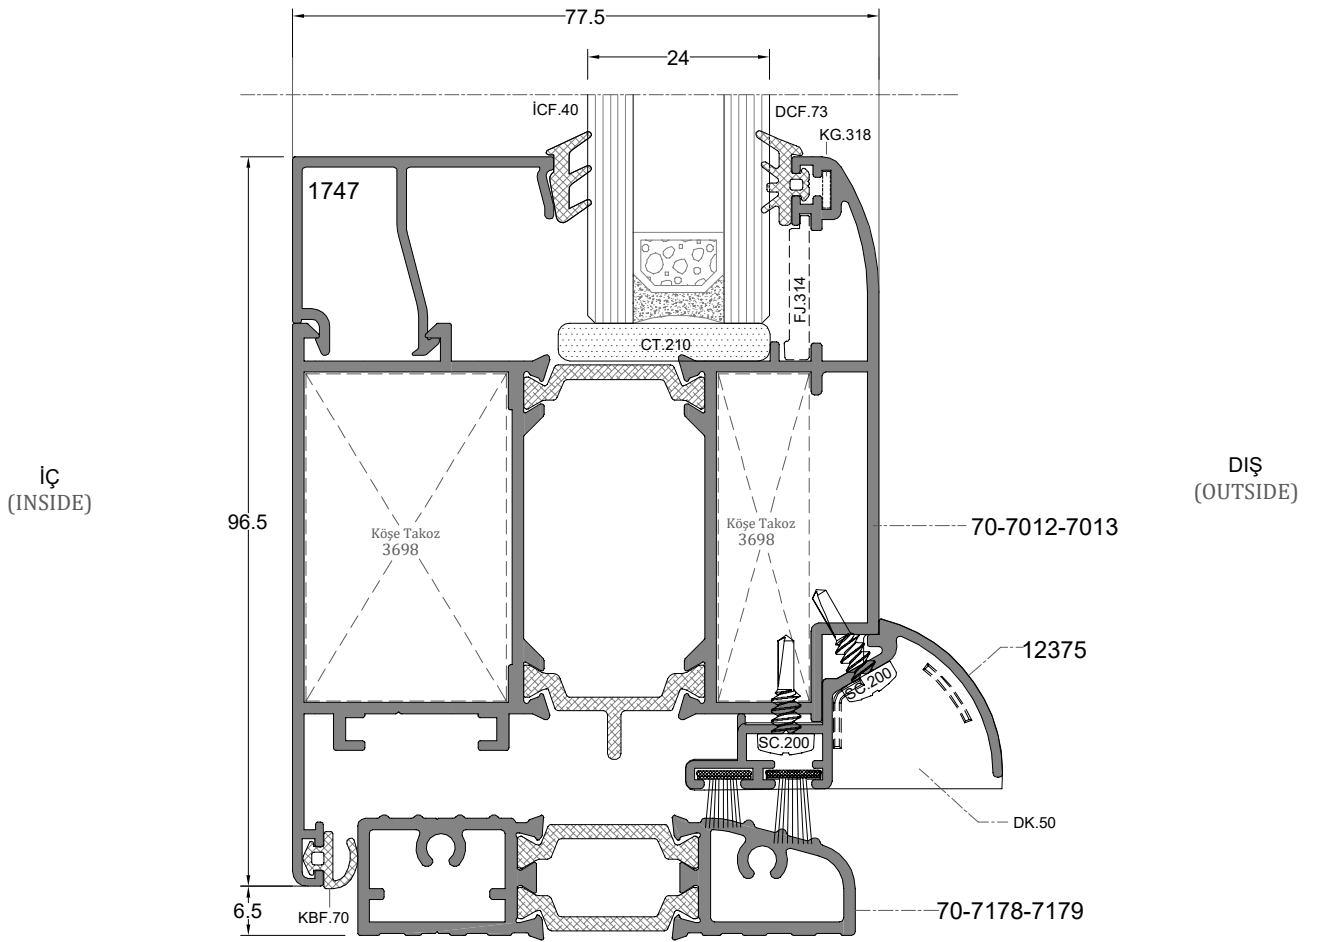 77.5
24
İCF.40
DCF.73
KG.318
1747
FJ.314
CT.210
İÇ
(INSIDE)
DIŞ
(OUTSIDE)
96.5
Köşe Takoz
3698
Köşe Takoz
3698
70-7012-7013
12375
SC.200
SC.200
DK.50
6.5
KBF.70
70-7178-7179